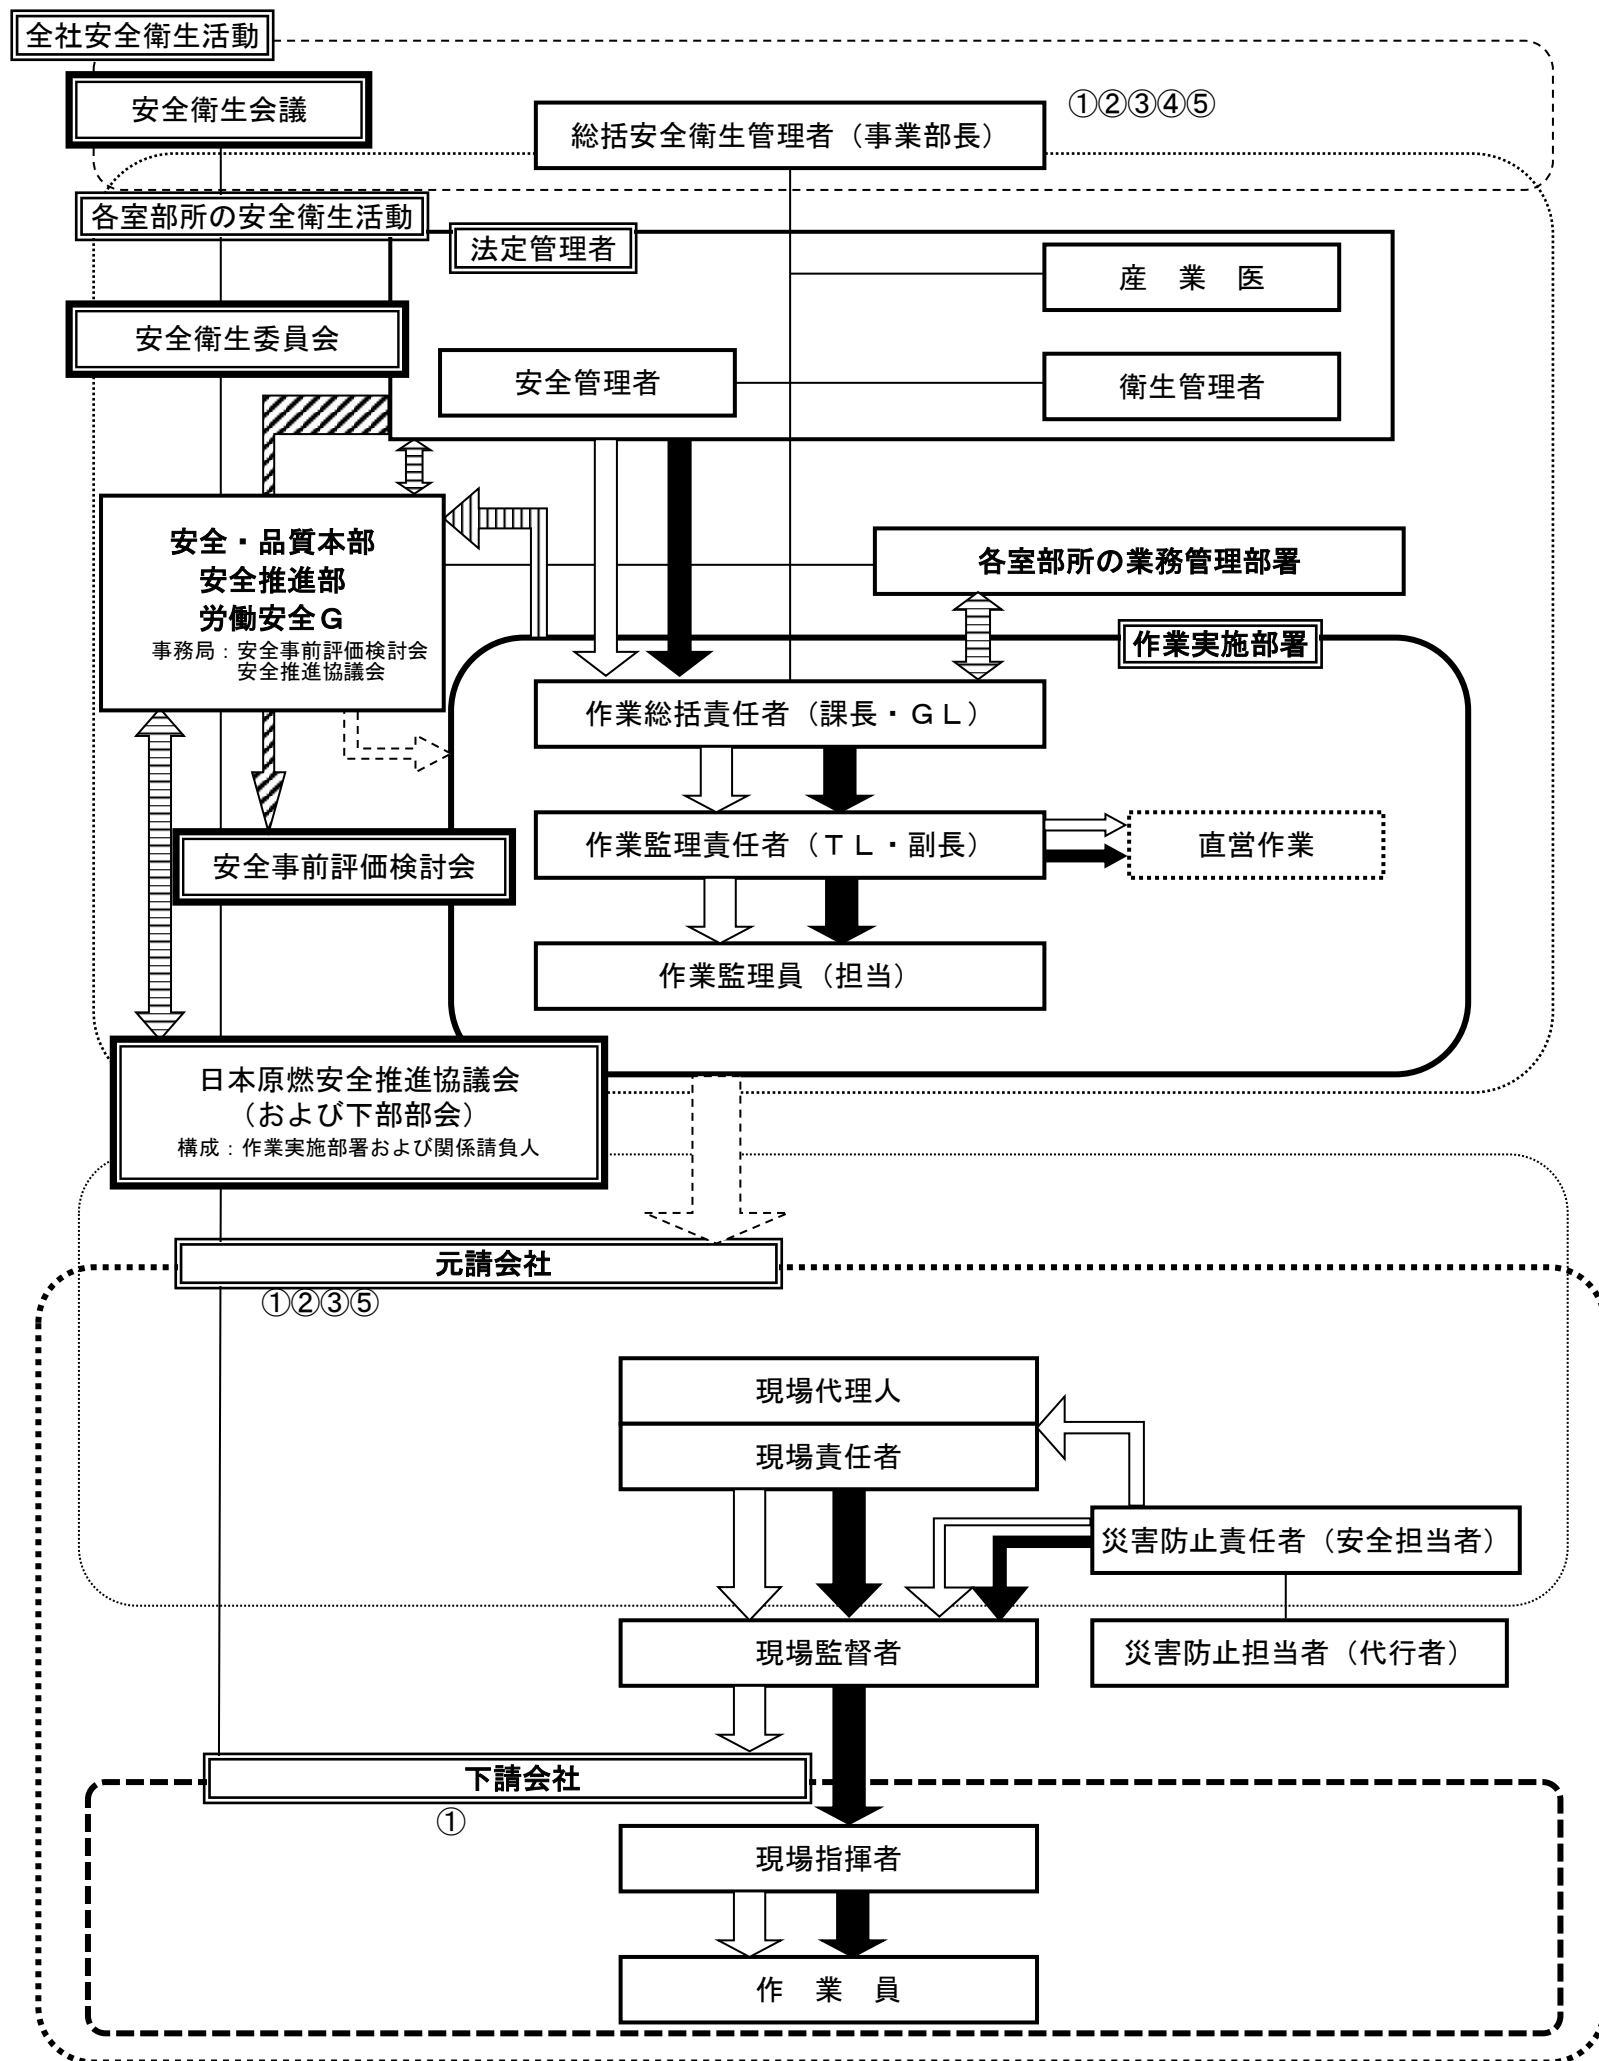 全社安全衛生活動
安全衛生会議
①②③④⑤
総括安全衛生管理者（事業部長）
各室部所の安全衛生活動
法定管理者
産　業　医
安全衛生委員会
安全管理者
衛生管理者
安全・品質本部
安全推進部
労働安全Ｇ
事務局：安全事前評価検討会
安全推進協議会
各室部所の業務管理部署
作業実施部署
作業総括責任者（課長・ＧＬ）
作業監理責任者（ＴＬ・副長）
直営作業
安全事前評価検討会
作業監理員（担当）
日本原燃安全推進協議会
（および下部部会）
構成：作業実施部署および関係請負人
元請会社
①②③⑤
現場代理人
現場責任者
災害防止責任者（安全担当者）
現場監督者
災害防止担当者（代行者）
下請会社
①
現場指揮者
作　業　員